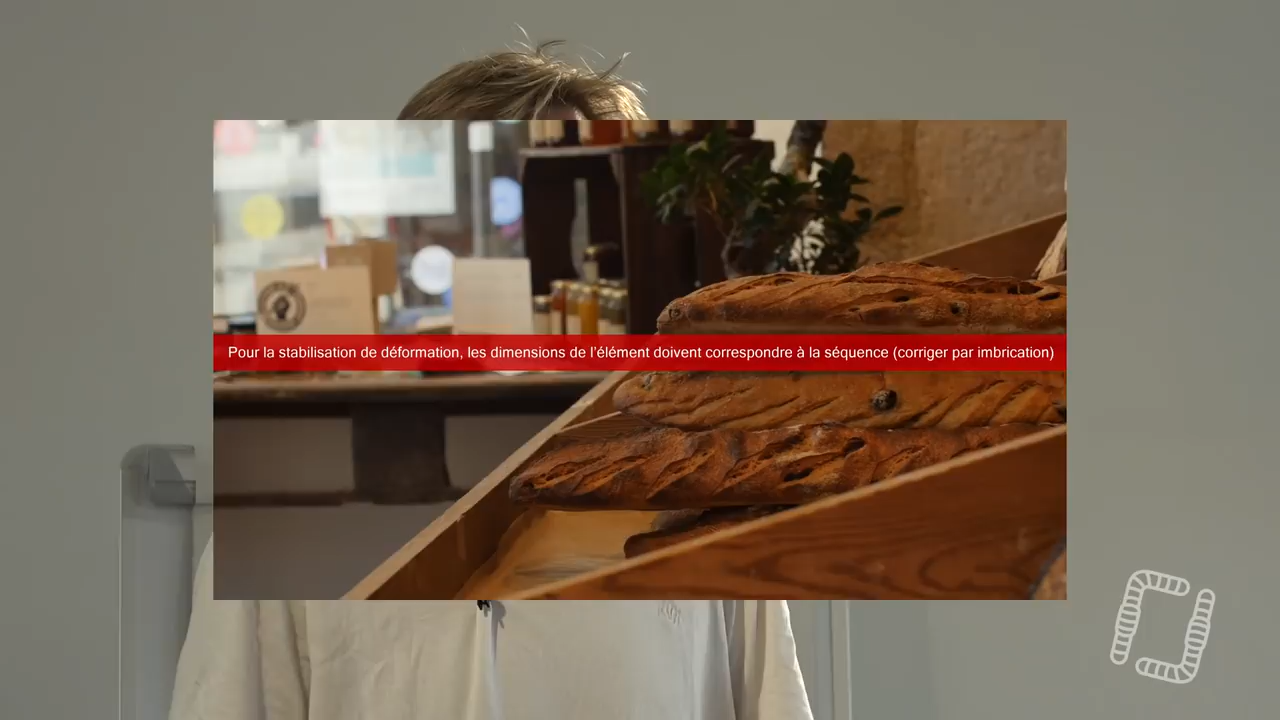 Pour la stabilisation de déformation, les dimensions de l'élément doivent correspondre à la séquence (corriger par imbrication)